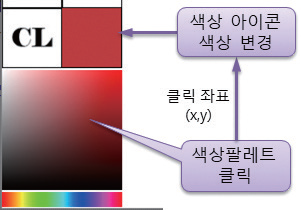 CL
색상 아이콘
색상 변경
클릭 좌표
(x,y)
색상팔레트
클릭